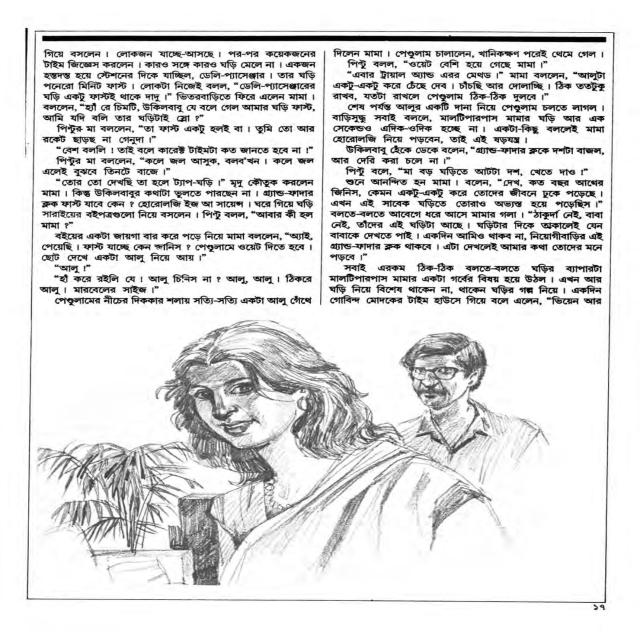 গিয়ে বসলেন । লোকজন যাচ্ছে-আসছে । পর-পর কয়েকজনের
টাইম জিজ্ঞেস করলেন । কারও সঙ্গে কারও ঘড়ি মেলে না । একজন
হন্তদন্ত হয়ে স্টেশনের দিকে যাচ্ছিল, ডেলি-প্যাসেঞ্জার । তার ঘড়ি
পনেরো মিনিট ফাস্ট । লোকটা নিজেই বলল, “ডেলি-প্যাসেঞ্জারের
ঘড়ি একটু ফাস্টই থাকে দাদু ।” ভিতরবাড়িতে ফিরে এলেন মামা ।
বললেন, “হ্যাঁ রে চিমটি, উকিলবাবু যে বলে গেল আমার ঘড়ি ফাস্ট,
আমি যদি বলি তার ঘড়িটাই স্লো ?”
পিন্টুর মা বললেন, “তা ফাস্ট একটু হলই বা । তুমি তো আর
রকেট ছাড়ছ না গেনুদা ।”
“বেশ বললি । তাই বলে কারেক্ট টাইমটা কত জানতে হবে না ।”
পিন্টুর মা বললেন, “কলে জল আসুক, বলব’খন । কলে জল
এলেই বুঝবে তিনটে বাজে ।”
“তোর তো দেখছি তা হলে ট্যাপ-ঘড়ি ।” মৃদু কৌতুক করলেন
মামা । কিন্তু উকিলবাবুর কথাটা ভুলতে পারছেন না । গ্র্যান্ড-ফাদার
ক্লক ফাস্ট যাবে কেন ? হোরোলজি ইজ আ সায়েন্স । ঘরে গিয়ে ঘড়ি
সারাইয়ের বইপত্রগুলো নিয়ে বসলেন । পিন্টু বলল, “আবার কী হল
মামা ?”
বইয়ের একটা জায়গা বার করে পড়ে নিয়ে মামা বললেন, “অ্যাই,
পেয়েছি । ফাস্ট যাচ্ছে কেন জানিস ? পেণ্ডুলামে ওয়েট দিতে হবে ।
ছোট দেখে একটা আলু নিয়ে আয় ।”
“আলু !”
“হাঁ করে রইলি যে । আলু চিনিস না ? আলু, আলু । ঠিকরে
আলু । মারবেলের সাইজ ।”
পেণ্ডুলামের নীচের দিককার শলায় সত্যি-সত্যি একটা আলু গেঁথে
দিলেন মামা । পেণ্ডুলাম চালালেন, খানিকক্ষণ পরেই থেমে গেল ।
পিন্টু বলল, “ওয়েট বেশি হয়ে গেছে মামা ।”
“এবার ট্রায়াল অ্যান্ড এরর মেথড ।” মামা বললেন, “আলুটা
একটু-একটু করে চেঁছে দেব । চাঁচছি আর দোলাচ্ছি । ঠিক ততটুকু
রাখব, যতটা রাখলে পেণ্ডুলাম ঠিক-ঠিক দুলবে ।”
শেষ পর্যন্ত আলুর একটি দানা নিয়ে পেণ্ডুলাম চলতে লাগল ।
বাড়িসুদ্ধু সবাই বললে, মালটিপারপাস মামার ঘড়ি আর এক
সেকেন্ডও এদিক-ওদিক হচ্ছে না । একটা-কিছু বললেই মামা
হোরোলজি নিয়ে পড়বেন, তাই এই ষড়যন্ত্র ।
উকিলবাবু হেঁকে ডেকে বলেন, “গ্র্যান্ড-ফাদার ক্লকে দশটা বাজল,
আর দেরি করা চলে না ।”
পিন্টু বলে, “মা বড় ঘড়িতে আটটা দশ, খেতে দাও ।”
শুনে আনন্দিত হন মামা । বলেন, “দেখ, কত বছর আগের
জিনিস, কেমন একটু-একটু করে তোদের জীবনে ঢুকে পড়েছে ।
এখন এই সাবেক ঘড়িতে তোরাও অভ্যস্ত হয়ে পড়েছিস ।”
বলতে-বলতে আবেগে ধরে আসে মামার গলা । “ঠাকুর্দা নেই, বাবা
নেই, তাঁদের এই ঘড়িটা আছে । ঘড়িটার দিকে তাকালেই যেন
বাবাকে দেখতে পাই । একদিন আমিও থাকব না, নিয়োগীবাড়ির এই
গ্র্যান্ড-ফাদার ক্লক থাকবে । এটা দেখলেই আমার কথা তোদের মনে
পড়বে ।”
সবাই এরকম ঠিক-ঠিক বলতে-বলতে ঘড়ির ব্যাপারটা
মালটিপারপাস মামার একটা গর্বের বিষয় হয়ে উঠল । এখন আর
ঘড়ি নিয়ে বিশেষ থাকেন না, থাকেন ঘড়ির গল্প নিয়ে । একদিন
গোবিন্দ মোদকের টাইম হাউসে গিয়ে বলে এলেন, “ভিয়েন আর
১৭